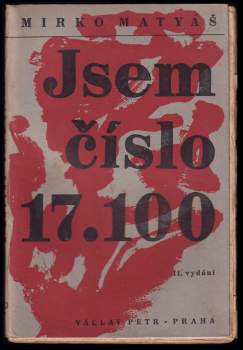 MIRKO MATYÁŠ
Jsem
číslo
17.100
II. vydání
VÁCLAV PETR - PRAHA